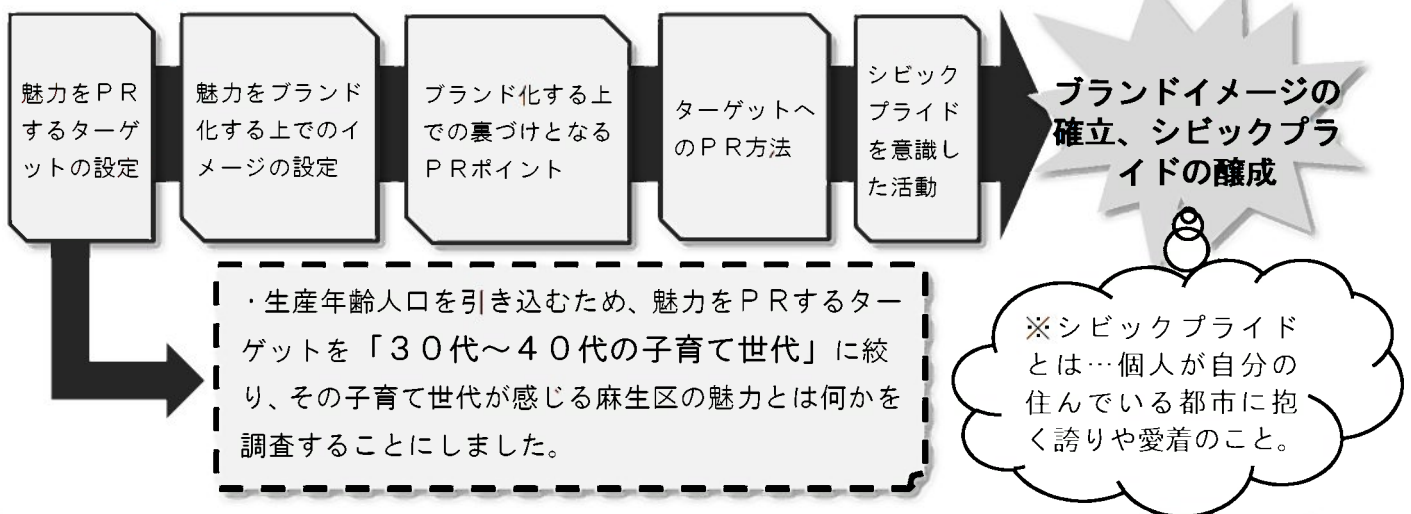 魅力をＰＲ
するターゲ
ットの設定
魅力をブランド
化する上でのイ
メージの設定
ブランド化する上
での裏づけとなる
ＰＲポイント
ターゲットへ
のＰＲ方法
シビック
プライド
を意識し
た活動
ブランドイメージの
確立、シビックプラ
イドの醸成
・生産年齢人口を引き込むため、魅力をＰＲするター
ゲットを「３０代～４０代の子育て世代」に絞
り、その子育て世代が感じる麻生区の魅力とは何かを
調査することにしました。
※シビックプライド
とは…個人が自分の
住んでいる都市に抱
く誇りや愛着のこと。